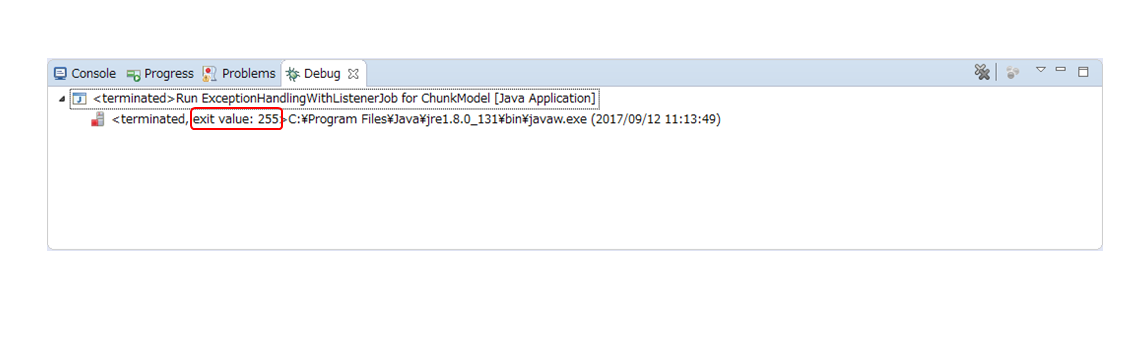 Console Progress Problems Debug
<terminated>Run ExceptionHandlingWithListenerJob for ChunkModel [Java Application]
<terminated, exit value: 255>C:¥Program Files¥Java¥jre1.8.0_131¥bin¥javaw.exe (2017/09/12 11:13:49)